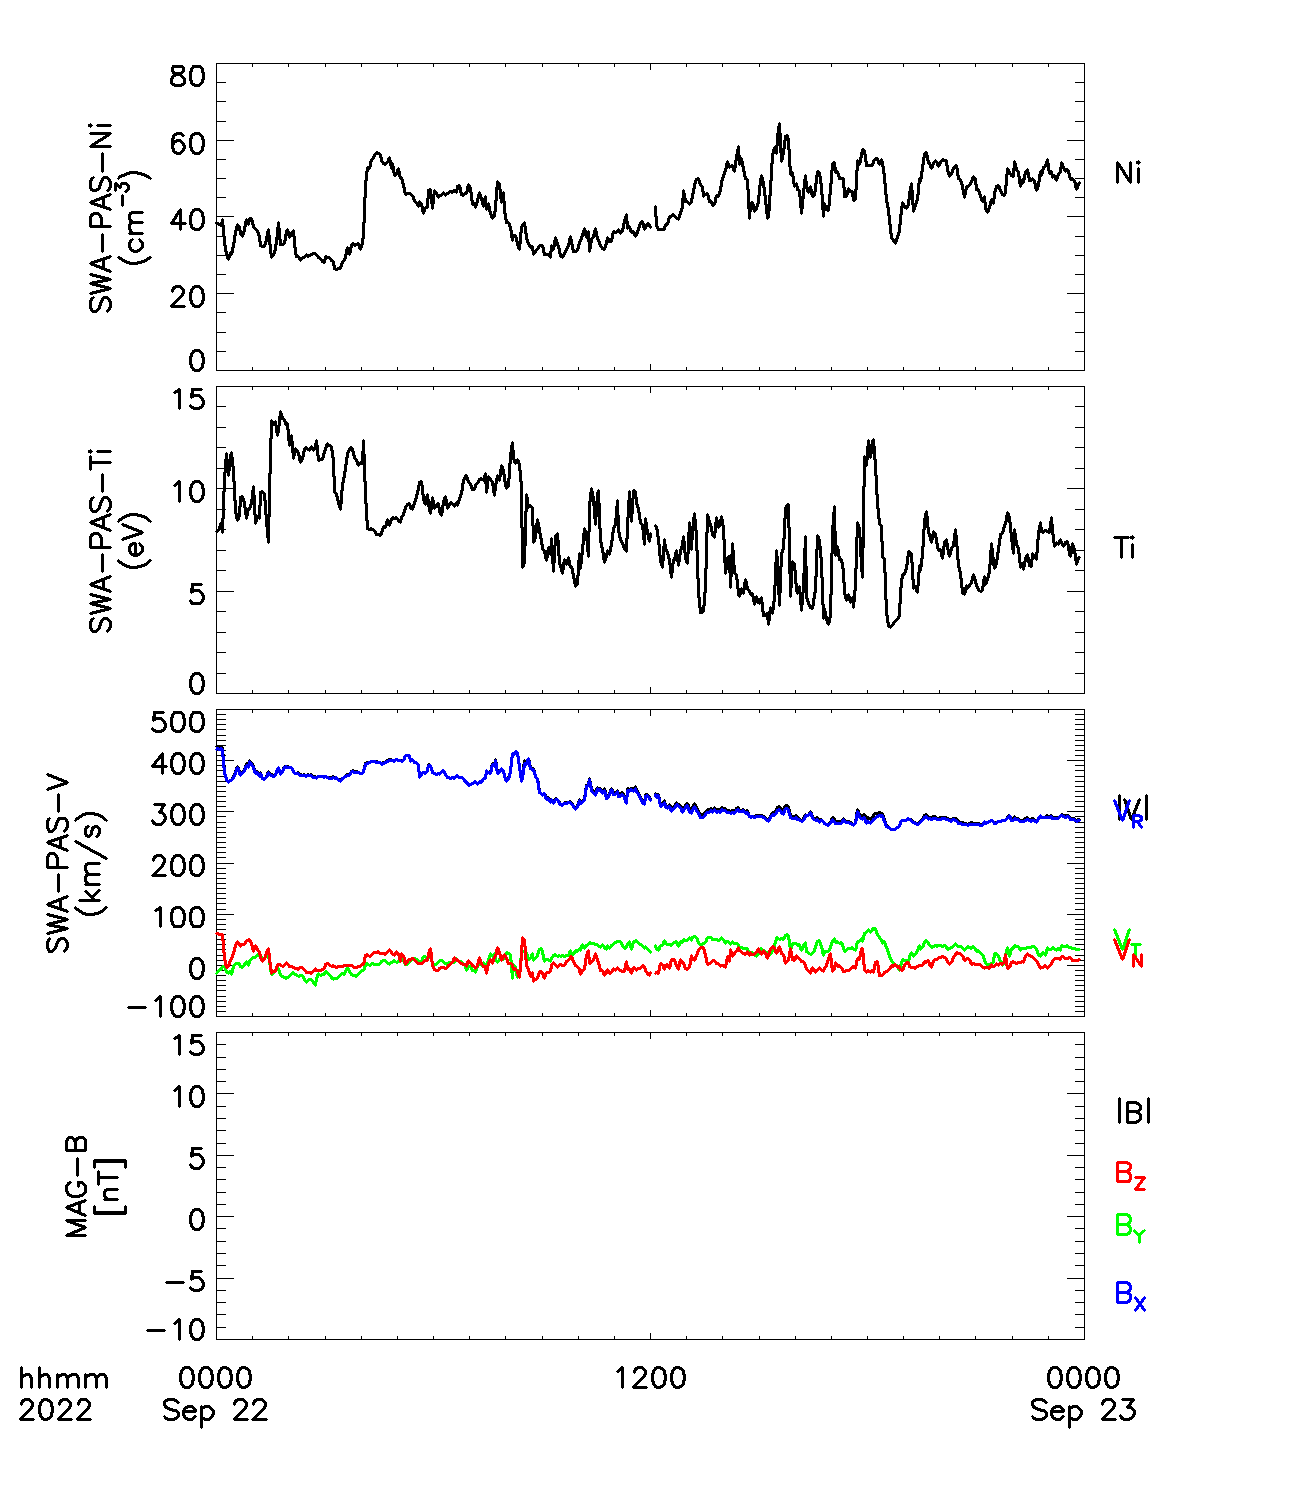 80
60
40
20
0
SWA-PAS-Ni
(cm⁻³)
Ni
15
10
5
0
SWA-PAS-Ti
(eV)
Ti
500
400
300
200
100
0
-100
SWA-PAS-V
(km/s)
|V|
V_R
V_T
V_N
15
10
5
0
-5
-10
MAG-B
[nT]
|B|
B_Z
B_Y
B_X
hhmm 0000 1200 0000
2022 Sep 22 Sep 23